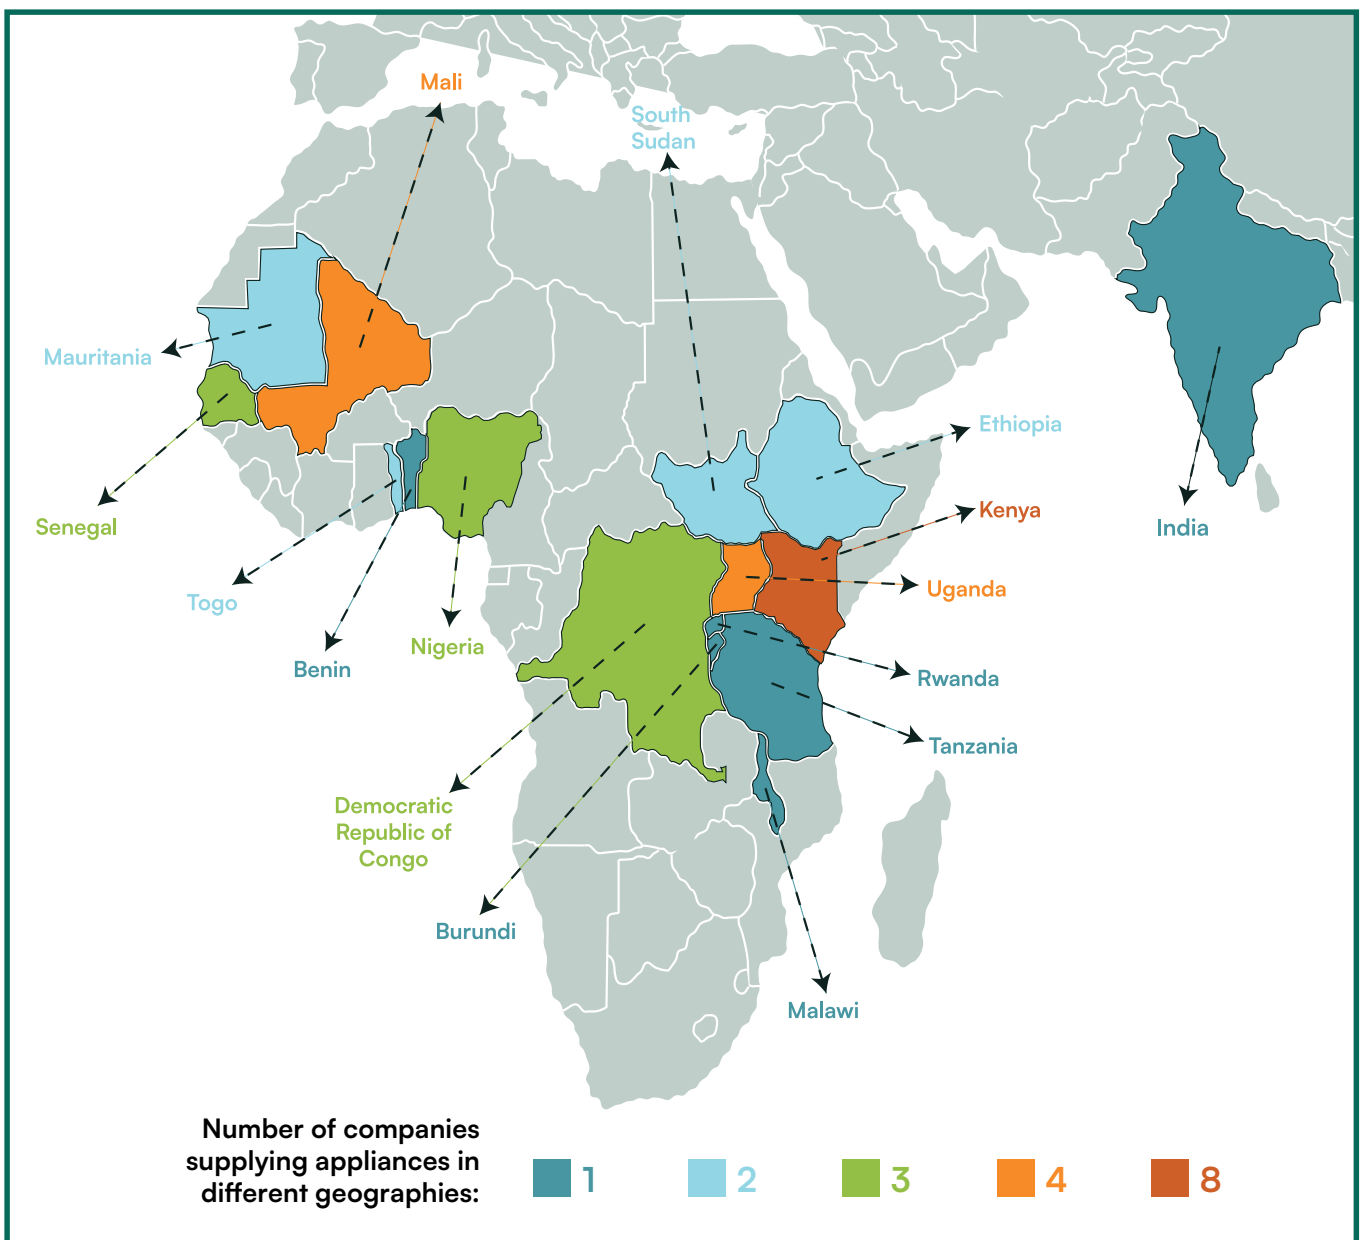 Mali
South
Sudan
Mauritania
Ethiopia
Kenya
Senegal
India
Uganda
Togo
Nigeria
Benin
Rwanda
Tanzania
Democratic
Republic of
Congo
Burundi
Malawi
Number of companies
supplying appliances in
different geographies:
1
2
3
4
8